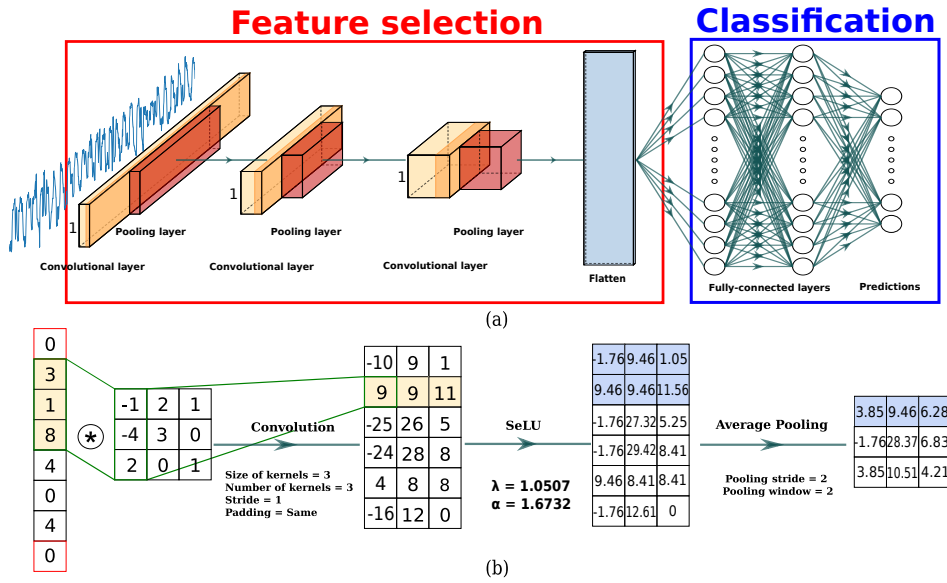 Feature selection
Classification
1
1
1
Pooling layer
Pooling layer
Pooling layer
Convolutional layer
Convolutional layer
Convolutional layer
Flatten
Fully-connected layers
Predictions
(a)
0
3
1
8
4
0
4
0
*
-1 2 1
-4 3 0
2 0 1
Convolution
Size of kernels = 3
Number of kernels = 3
Stride = 1
Padding = Same
-10 9 1
9 9 11
-25 26 5
-24 28 8
4 8 8
-16 12 0
SeLU
λ = 1.0507
α = 1.6732
-1.76 9.46 1.05
9.46 9.46 11.56
-1.76 27.32 5.25
-1.76 29.42 8.41
9.46 8.41 8.41
-1.76 12.61 0
Average Pooling
Pooling stride = 2
Pooling window = 2
3.85 9.46 6.28
-1.76 28.37 6.83
3.85 10.51 4.21
(b)